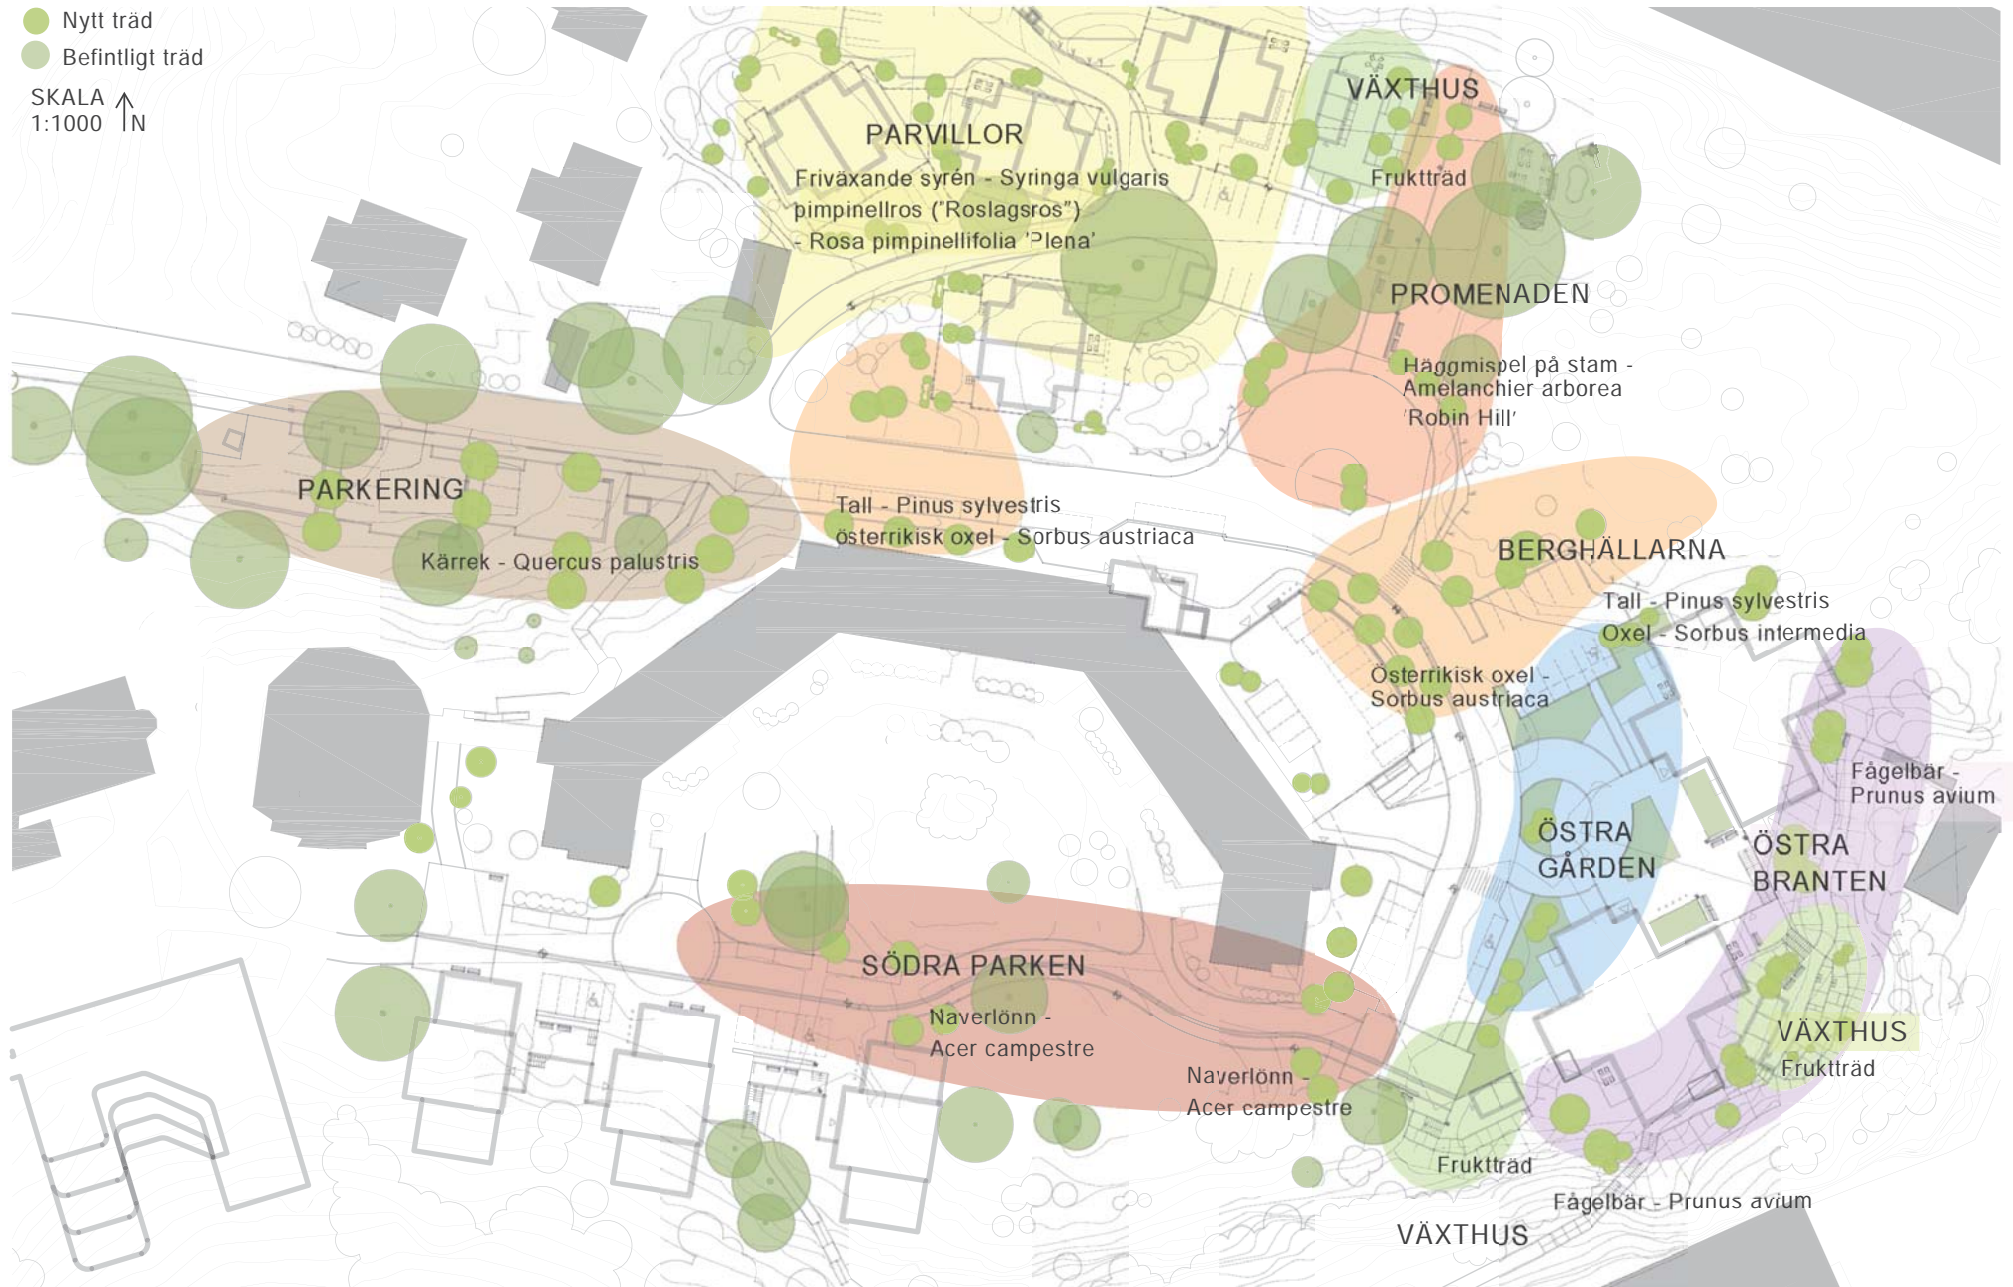 Nytt träd
Befintligt träd
SKALA
1:1000 N
PARVILLOR
Friväxande syrén - Syringa vulgaris
pimpinellros ("Roslagsros")
- Rosa pimpinellifolia 'Plena'
VÄXTHUS
Fruktträd
PROMENADEN
Häggmispel på stam -
Amelanchier arborea
'Robin Hill'
PARKERING
Kärrek - Quercus palustris
Tall - Pinus sylvestris
österrikisk oxel - Sorbus austriaca
BERGHÄLLARNA
Tall - Pinus sylvestris
Oxel - Sorbus intermedia
Österrikisk oxel -
Sorbus austriaca
Fågelbär -
Prunus avium
ÖSTRA
GÅRDEN
ÖSTRA
BRANTEN
SÖDRA PARKEN
Naverlönn -
Acer campestre
Naverlönn -
Acer campestre
VÄXTHUS
Fruktträd
Fruktträd
Fågelbär - Prunus avium
VÄXTHUS